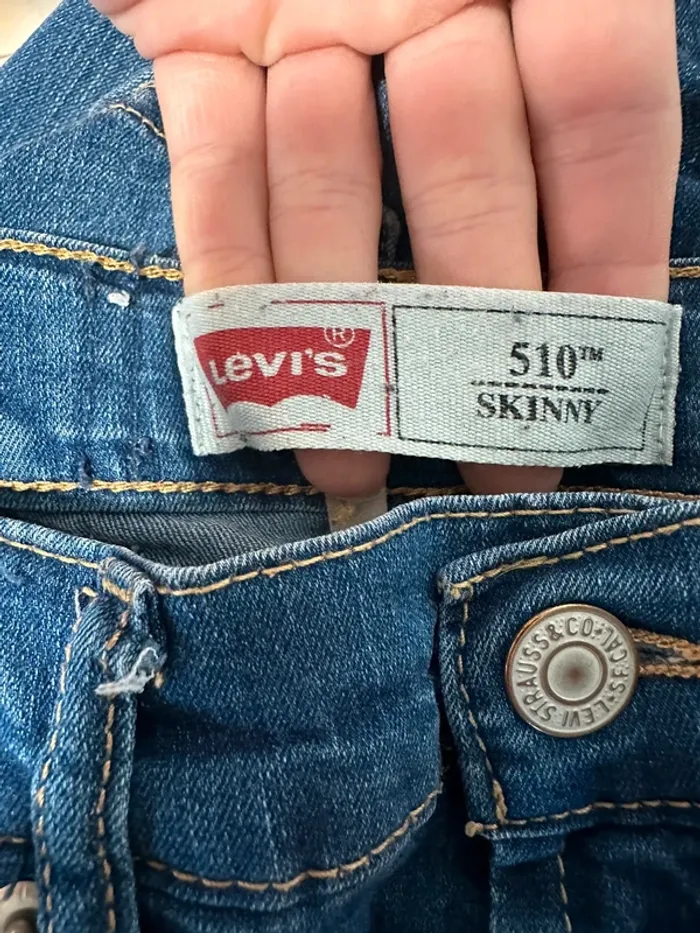 LEVI'S®
510™
SKINNY
LEVI STRAUSS & CO. S.F. CAL.